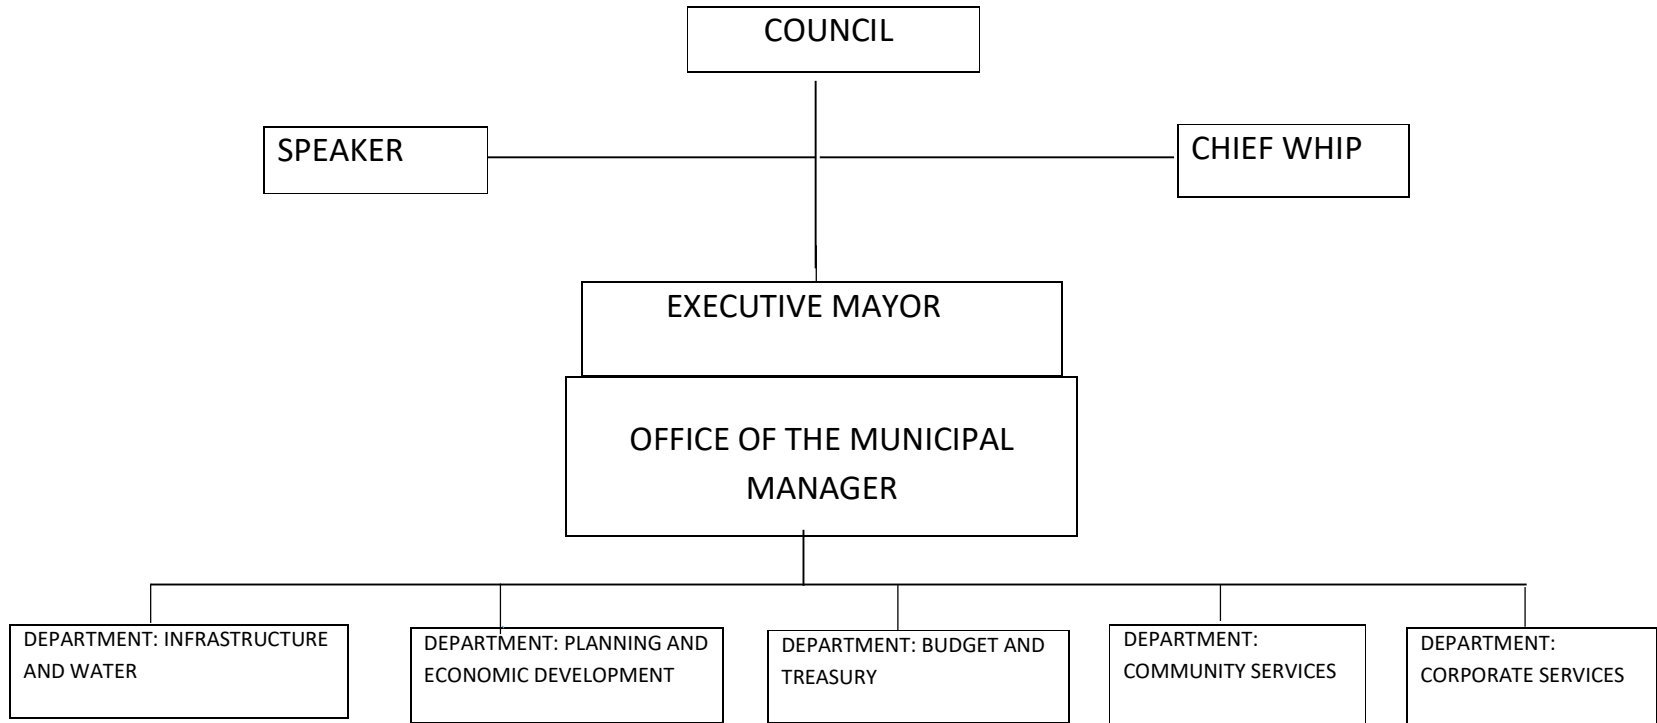 COUNCIL
SPEAKER
CHIEF WHIP
EXECUTIVE MAYOR
OFFICE OF THE MUNICIPAL
MANAGER
DEPARTMENT: INFRASTRUCTURE
AND WATER
DEPARTMENT: PLANNING AND
ECONOMIC DEVELOPMENT
DEPARTMENT: BUDGET AND
TREASURY
DEPARTMENT:
COMMUNITY SERVICES
DEPARTMENT:
CORPORATE SERVICES